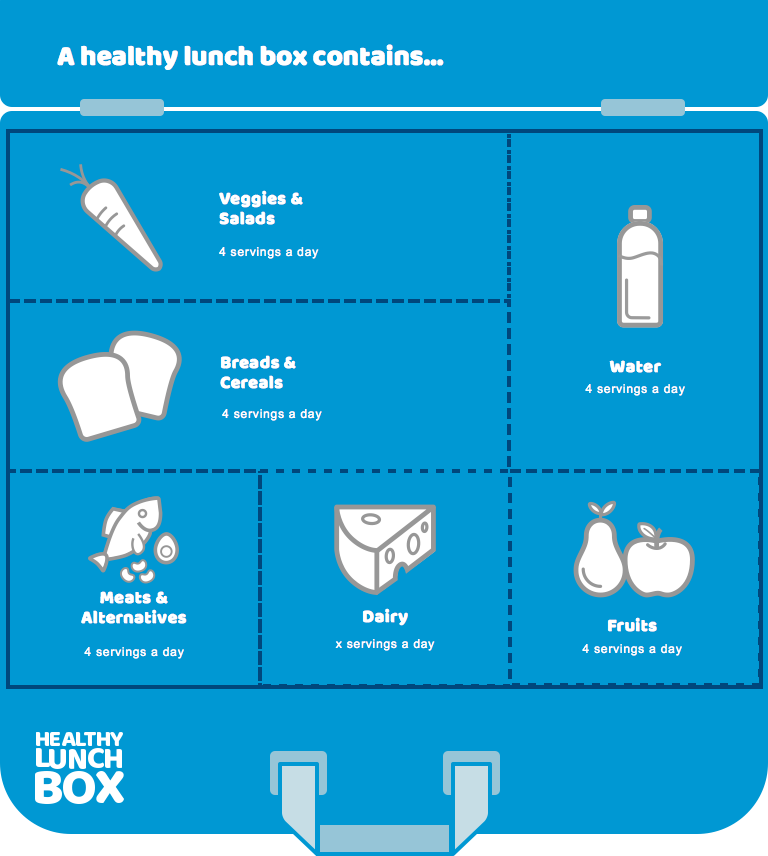 A healthy lunch box contains...
Veggies &
Salads
4 servings a day
Breads &
Cereals
4 servings a day
Water
4 servings a day
Meats &
Alternatives
4 servings a day
Dairy
x servings a day
Fruits
4 servings a day
HEALTHY
LUNCH
BOX